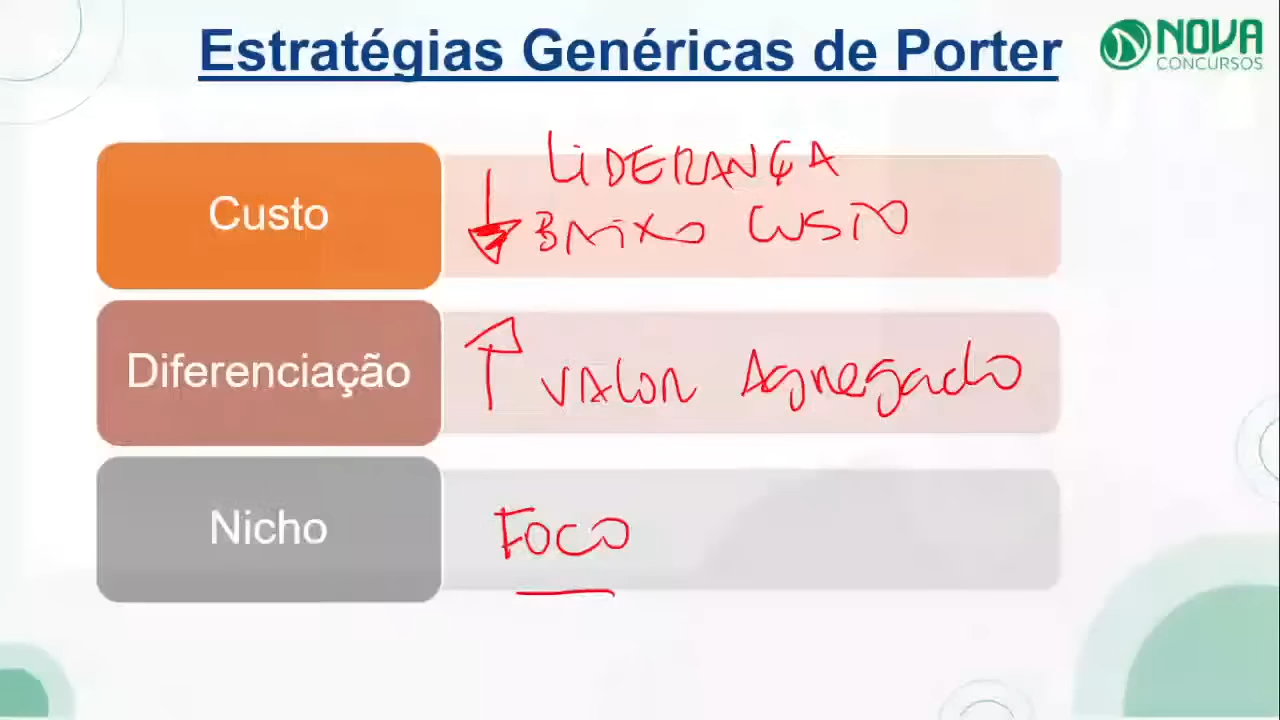 Estratégias Genéricas de Porter
NOVA
CONCURSOS
Custo
LIDERANÇA
BAIXO CUSTO
Diferenciação
VALOR Agregado
Nicho
FOCO